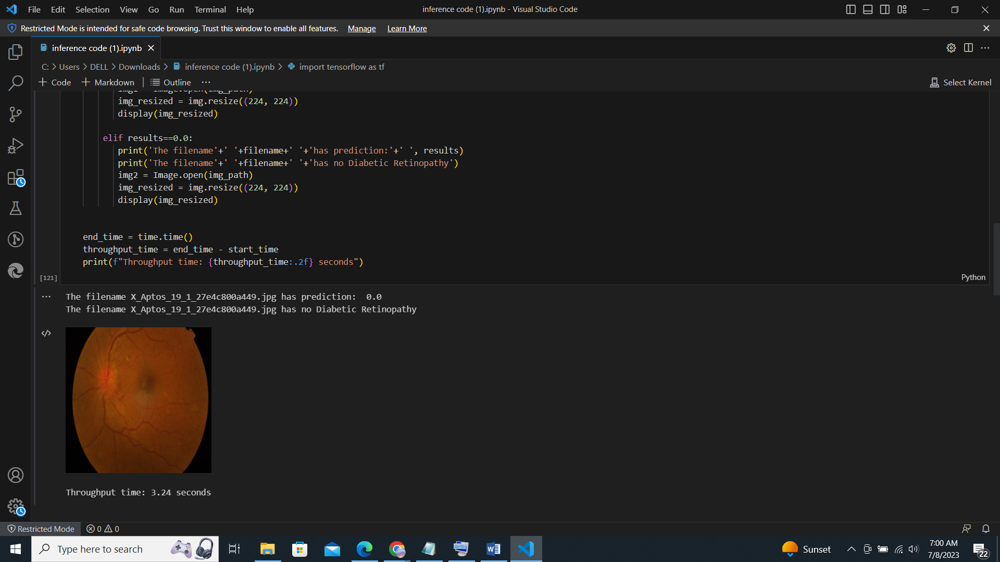 File Edit Selection View Go Run Terminal Help
inference code (1).ipynb - Visual Studio Code
Restricted Mode is intended for safe code browsing. Trust this window to enable all features. Manage Learn More
inference code (1).ipynb
C: > Users > DELL > Downloads > inference code (1).ipynb > import tensorflow as tf
+ Code + Markdown | Outline ...
Select Kernel
img_resized = img.resize((224, 224))
display(img_resized)
elif results==0.0:
print('The filename'+' '+filename+' '+'has prediction:'+' ', results)
print('The filename'+' '+filename+' '+'has no Diabetic Retinopathy')
img2 = Image.open(img_path)
img_resized = img.resize((224, 224))
display(img_resized)
end_time = time.time()
throughput_time = end_time - start_time
print(f"Throughput time: {throughput_time:.2f} seconds")
[121]
Python
The filename X_Aptos_19_1_27e4c800a449.jpg has prediction:  0.0
The filename X_Aptos_19_1_27e4c800a449.jpg has no Diabetic Retinopathy
Throughput time: 3.24 seconds
Restricted Mode 0 0
Type here to search
Sunset
7:00 AM
7/8/2023
22